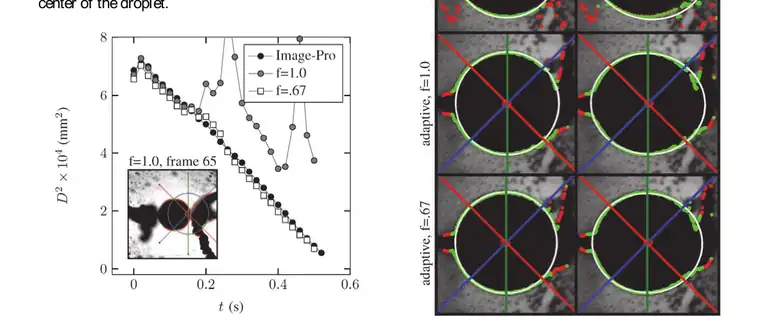 center of the droplet.
8
6
4
2
0
D² × 10⁴ (mm²)
Image-Pro
f=1.0
f=.67
f=1.0, frame 65
0
0.2
0.4
0.6
t (s)
adaptive, f=1.0
adaptive, f=.67